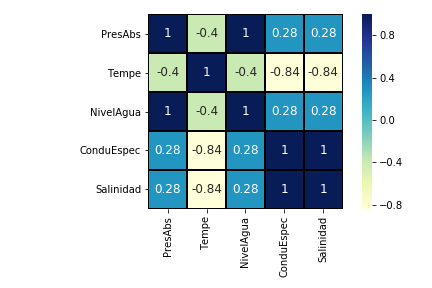 PresAbs 1 -0.4 1 0.28 0.28
Tempe -0.4 1 -0.4 -0.84 -0.84
NivelAgua 1 -0.4 1 0.28 0.28
ConduEspec 0.28 -0.84 0.28 1 1
Salinidad 0.28 -0.84 0.28 1 1
PresAbs Tempe NivelAgua ConduEspec Salinidad
0.8
0.4
0.0
−0.4
−0.8